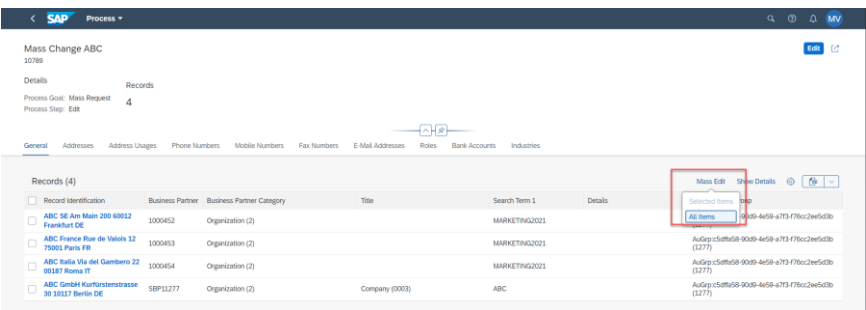 SAP Process
MV
Mass Change ABC
10789
Edit
Details
Records
Process Goal: Mass Request
4
Process Step: Edit
General Addresses Address Usages Phone Numbers Mobile Numbers Fax Numbers E-Mail Addresses Roles Bank Accounts Industries
Records (4)
Mass Edit Show Details
Record Identification Business Partner Business Partner Category Title Search Term 1 Details
Selected Items
All Items
ABC SE Am Main 200 60012
Frankfurt DE
1000452 Organization (2) MARKETING2021
-90d9-4e59-a7f3-f76cc2ee5d3b
(1277)
ABC France Rue de Valois 12
75001 Paris FR
1000453 Organization (2) MARKETING2021
AuGrp:c5dffa58-90d9-4e59-a7f3-f76cc2ee5d3b
(1277)
ABC Italia Via del Gambero 22
00187 Roma IT
1000454 Organization (2) MARKETING2021
AuGrp:c5dffa58-90d9-4e59-a7f3-f76cc2ee5d3b
(1277)
ABC GmbH Kurfürstenstrasse
30 10117 Berlin DE
SBP11277 Organization (2) Company (0003) ABC
AuGrp:c5dffa58-90d9-4e59-a7f3-f76cc2ee5d3b
(1277)